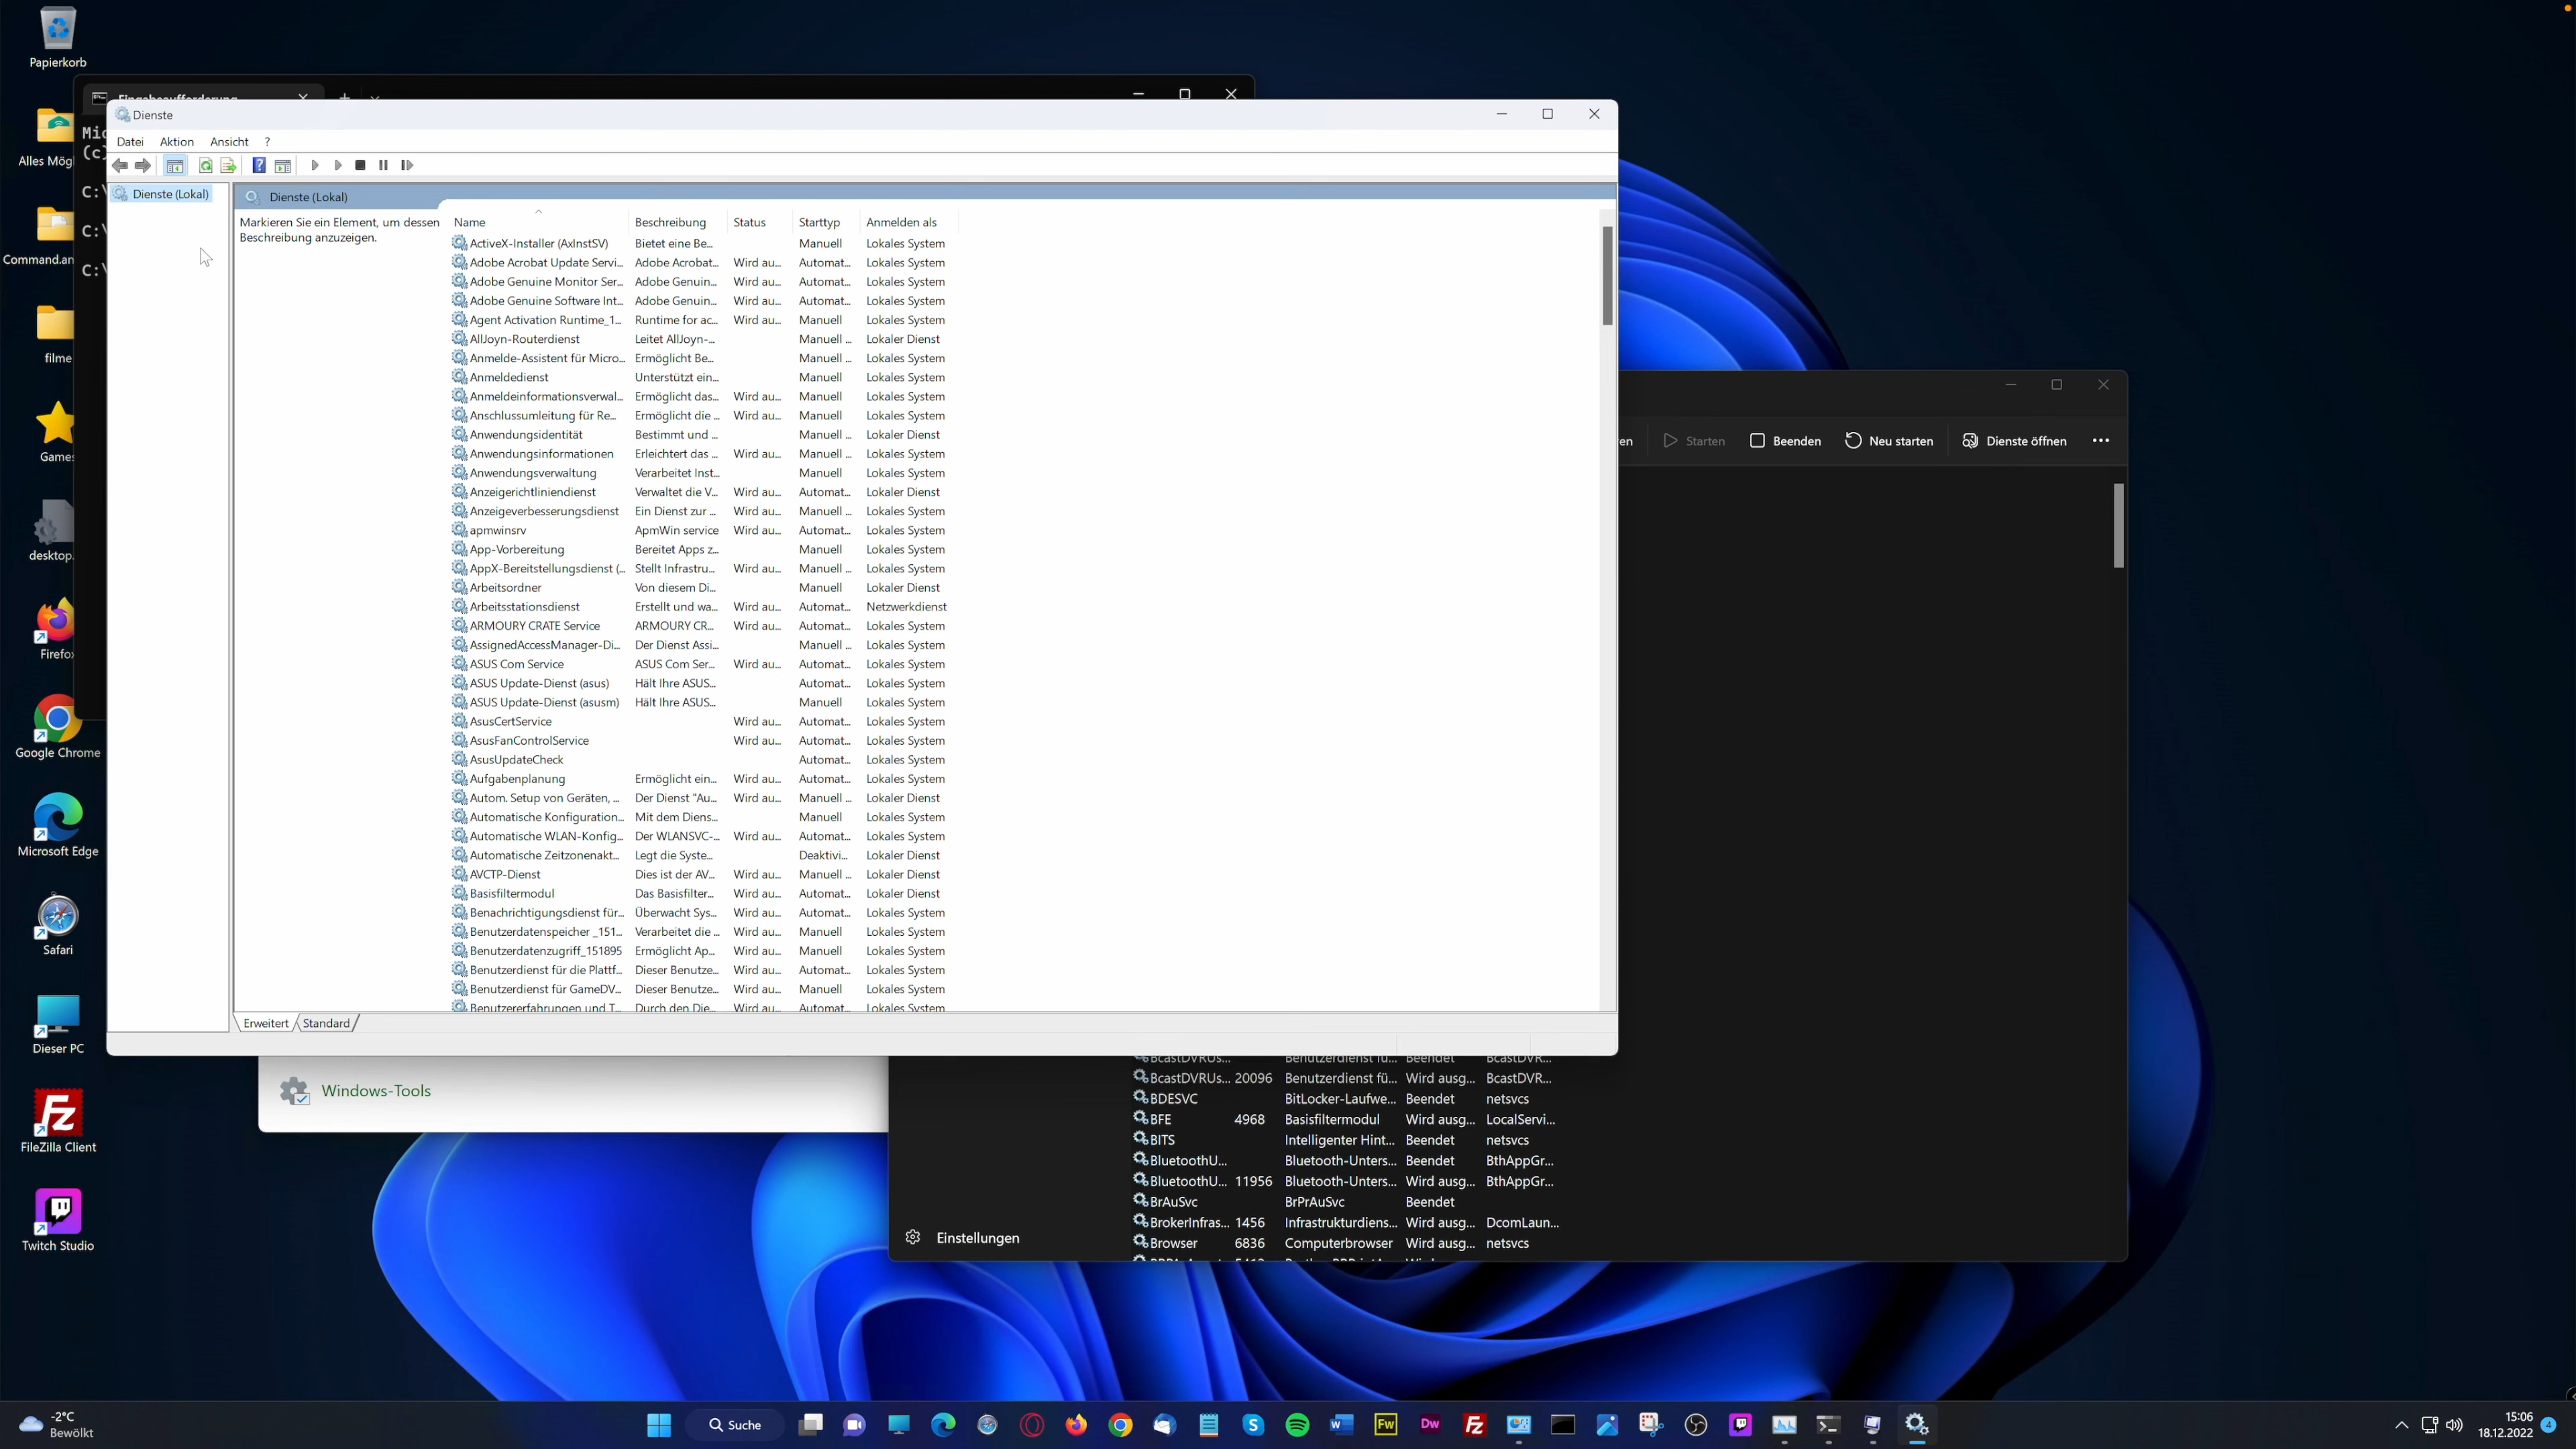 Papierkorb
Alles Mögl
Command.an
filme
Games
desktop.
Firefox
Google Chrome
Microsoft Edge
Safari
Dieser PC
FileZilla Client
Twitch Studio
Eingabeaufforderung
Mic
(c)
C:\
C:\
C:\
Dienste
Datei Aktion Ansicht ?
Dienste (Lokal)
Dienste (Lokal)
Markieren Sie ein Element, um dessen
Beschreibung anzuzeigen.
Name Beschreibung Status Starttyp Anmelden als
ActiveX-Installer (AxInstSV) Bietet eine Be... Manuell Lokales System
Adobe Acrobat Update Servi... Adobe Acrobat... Wird au... Automat... Lokales System
Adobe Genuine Monitor Ser... Adobe Genuin... Wird au... Automat... Lokales System
Adobe Genuine Software Int... Adobe Genuin... Wird au... Automat... Lokales System
Agent Activation Runtime_1... Runtime for ac... Wird au... Manuell Lokales System
AllJoyn-Routerdienst Leitet AllJoyn-... Manuell ... Lokaler Dienst
Anmelde-Assistent für Micro... Ermöglicht Be... Manuell ... Lokales System
Anmeldedienst Unterstützt ein... Manuell Lokales System
Anmeldeinformationsverwal... Ermöglicht das... Wird au... Manuell Lokales System
Anschlussumleitung für Re... Ermöglicht die ... Wird au... Manuell Lokales System
Anwendungsidentität Bestimmt und ... Manuell ... Lokaler Dienst
Anwendungsinformationen Erleichtert das ... Wird au... Manuell ... Lokales System
Anwendungsverwaltung Verarbeitet Inst... Manuell Lokales System
Anzeigerichtliniendienst Verwaltet die V... Wird au... Automat... Lokaler Dienst
Anzeigeverbesserungsdienst Ein Dienst zur ... Wird au... Manuell ... Lokales System
apmwinsrv ApmWin service Wird au... Automat... Lokales System
App-Vorbereitung Bereitet Apps z... Manuell Lokales System
AppX-Bereitstellungsdienst (... Stellt Infrastru... Wird au... Manuell ... Lokales System
Arbeitsordner Von diesem Di... Manuell Lokaler Dienst
Arbeitsstationsdienst Erstellt und wa... Wird au... Automat... Netzwerkdienst
ARMOURY CRATE Service ARMOURY CR... Wird au... Automat... Lokales System
AssignedAccessManager-Di... Der Dienst Assi... Manuell ... Lokales System
ASUS Com Service ASUS Com Ser... Wird au... Automat... Lokales System
ASUS Update-Dienst (asus) Hält Ihre ASUS... Automat... Lokales System
ASUS Update-Dienst (asusm) Hält Ihre ASUS... Manuell Lokales System
AsusCertService Wird au... Automat... Lokales System
AsusFanControlService Wird au... Automat... Lokales System
AsusUpdateCheck Automat... Lokales System
Aufgabenplanung Ermöglicht ein... Wird au... Automat... Lokales System
Autom. Setup von Geräten, ... Der Dienst "Au... Wird au... Manuell ... Lokaler Dienst
Automatische Konfiguration... Mit dem Diens... Manuell Lokales System
Automatische WLAN-Konfig... Der WLANSVC-... Wird au... Automat... Lokales System
Automatische Zeitzonenakt... Legt die Syste... Deaktivi... Lokaler Dienst
AVCTP-Dienst Dies ist der AV... Wird au... Manuell ... Lokaler Dienst
Basisfiltermodul Das Basisfilter... Wird au... Automat... Lokaler Dienst
Benachrichtigungsdienst für... Überwacht Sys... Wird au... Automat... Lokales System
Benutzerdatenspeicher _151... Verarbeitet die ... Wird au... Manuell Lokales System
Benutzerdatenzugriff_151895 Ermöglicht Ap... Wird au... Manuell Lokales System
Benutzerdienst für die Plattf... Dieser Benutze... Wird au... Automat... Lokales System
Benutzerdienst für GameDV... Dieser Benutze... Wird au... Manuell Lokales System
Benutzererfahrungen und T... Durch den Die... Wird au... Automat... Lokales System
Erweitert Standard
en Starten Beenden Neu starten Dienste öffnen
Windows-Tools
BcastDVRUs... Benutzerdienst fü... Beendet BcastDVR...
BcastDVRUs... 20096 Benutzerdienst fü... Wird ausg... BcastDVR...
BDESVC BitLocker-Laufwe... Beendet netsvcs
BFE 4968 Basisfiltermodul Wird ausg... LocalServi...
BITS Intelligenter Hint... Beendet netsvcs
BluetoothU... Bluetooth-Unters... Beendet BthAppGr...
BluetoothU... 11956 Bluetooth-Unters... Wird ausg... BthAppGr...
BrAuSvc BrPrAuSvc Beendet
BrokerInfras... 1456 Infrastrukturdiens... Wird ausg... DcomLaun...
Browser 6836 Computerbrowser Wird ausg... netsvcs
Einstellungen
-2°C
Bewölkt
Suche
15:06
18.12.2022
4